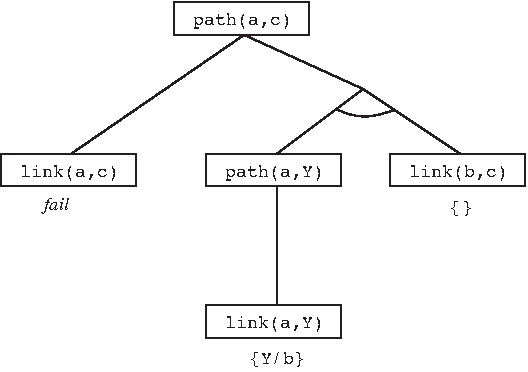 path(a,c)
link(a,c)
path(a,Y)
link(b,c)
fail
{}
link(a,Y)
{Y/b}